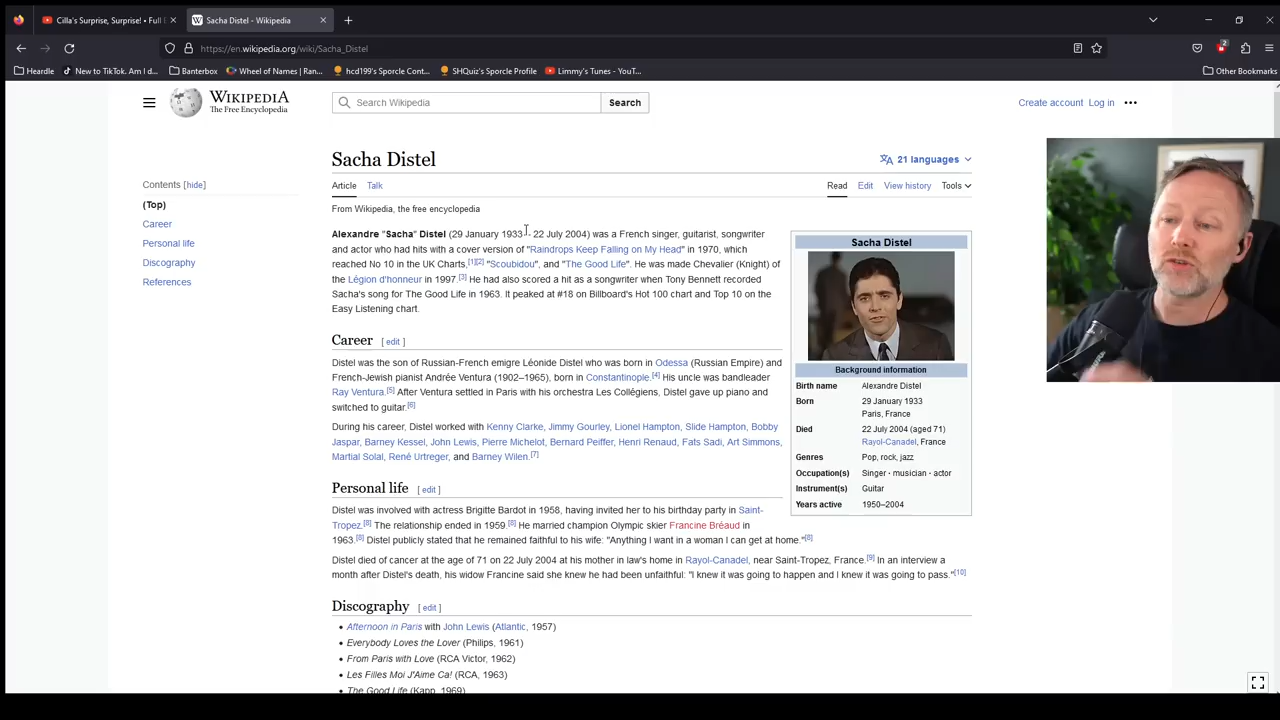 Cilla's Surprise, Surprise! • Full E
Sacha Distel - Wikipedia
https://en.wikipedia.org/wiki/Sacha_Distel
2
Heardle
New to TikTok. Am I d...
Banterbox
Wheel of Names | Ran...
hcd199's Sporcle Cont...
SHQuiz's Sporcle Profile
Limmy's Tunes - YouT...
Other Bookmarks
WIKIPEDIA
The Free Encyclopedia
Search Wikipedia
Search
Create account Log in
Sacha Distel
21 languages
Contents [hide]
(Top)
Career
Personal life
Discography
References
Article Talk
Read Edit View history Tools
From Wikipedia, the free encyclopedia
Alexandre "Sacha" Distel (29 January 1933 - 22 July 2004) was a French singer, guitarist, songwriter
and actor who had hits with a cover version of "Raindrops Keep Falling on My Head" in 1970, which
reached No 10 in the UK Charts,[1][2] "Scoubidou", and "The Good Life". He was made Chevalier (Knight) of
the Légion d'honneur in 1997.[3] He had also scored a hit as a songwriter when Tony Bennett recorded
Sacha's song for The Good Life in 1963. It peaked at #18 on Billboard's Hot 100 chart and Top 10 on the
Easy Listening chart.
Career [ edit ]
Distel was the son of Russian-French emigre Léonide Distel who was born in Odessa (Russian Empire) and
French-Jewish pianist Andrée Ventura (1902–1965), born in Constantinople.[4] His uncle was bandleader
Ray Ventura.[5] After Ventura settled in Paris with his orchestra Les Collégiens, Distel gave up piano and
switched to guitar.[6]
During his career, Distel worked with Kenny Clarke, Jimmy Gourley, Lionel Hampton, Slide Hampton, Bobby
Jaspar, Barney Kessel, John Lewis, Pierre Michelot, Bernard Peiffer, Henri Renaud, Fats Sadi, Art Simmons,
Martial Solal, René Urtreger, and Barney Wilen.[7]
Personal life [ edit ]
Distel was involved with actress Brigitte Bardot in 1958, having invited her to his birthday party in Saint-
Tropez.[8] The relationship ended in 1959.[8] He married champion Olympic skier Francine Bréaud in
1963.[8] Distel publicly stated that he remained faithful to his wife: "Anything I want in a woman I can get at home."[8]
Distel died of cancer at the age of 71 on 22 July 2004 at his mother in law's home in Rayol-Canadel, near Saint-Tropez, France.[9] In an interview a
month after Distel's death, his widow Francine said she knew he had been unfaithful: "I knew it was going to happen and I knew it was going to pass."[10]
Discography [ edit ]
• Afternoon in Paris with John Lewis (Atlantic, 1957)
• Everybody Loves the Lover (Philips, 1961)
• From Paris with Love (RCA Victor, 1962)
• Les Filles Moi J'Aime Ca! (RCA, 1963)
• The Good Life (Kapp, 1969)
Sacha Distel
Background information
Birth name Alexandre Distel
Born 29 January 1933
Paris, France
Died 22 July 2004 (aged 71)
Rayol-Canadel, France
Genres Pop, rock, jazz
Occupation(s) Singer · musician · actor
Instrument(s) Guitar
Years active 1950–2004